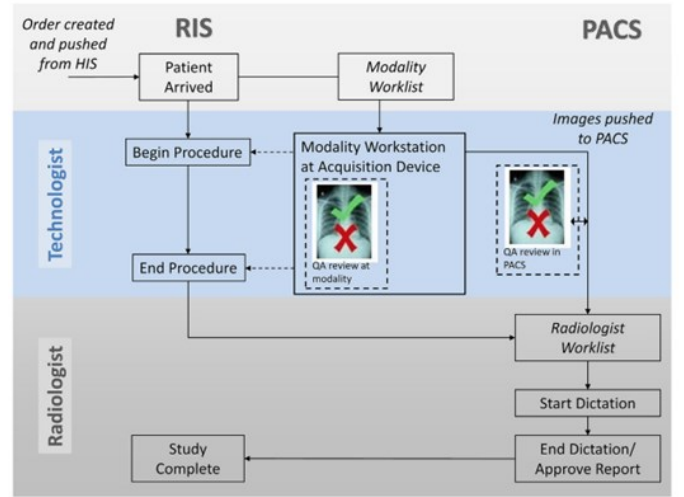 Order created
and pushed
from HIS
RIS
PACS
Patient
Arrived
Modality
Worklist
Images pushed
to PACS
Technologist
Begin Procedure
Modality Workstation
at Acquisition Device
QA review at
modality
QA review in
PACS
End Procedure
Radiologist
Radiologist
Worklist
Start Dictation
Study
Complete
End Dictation/
Approve Report